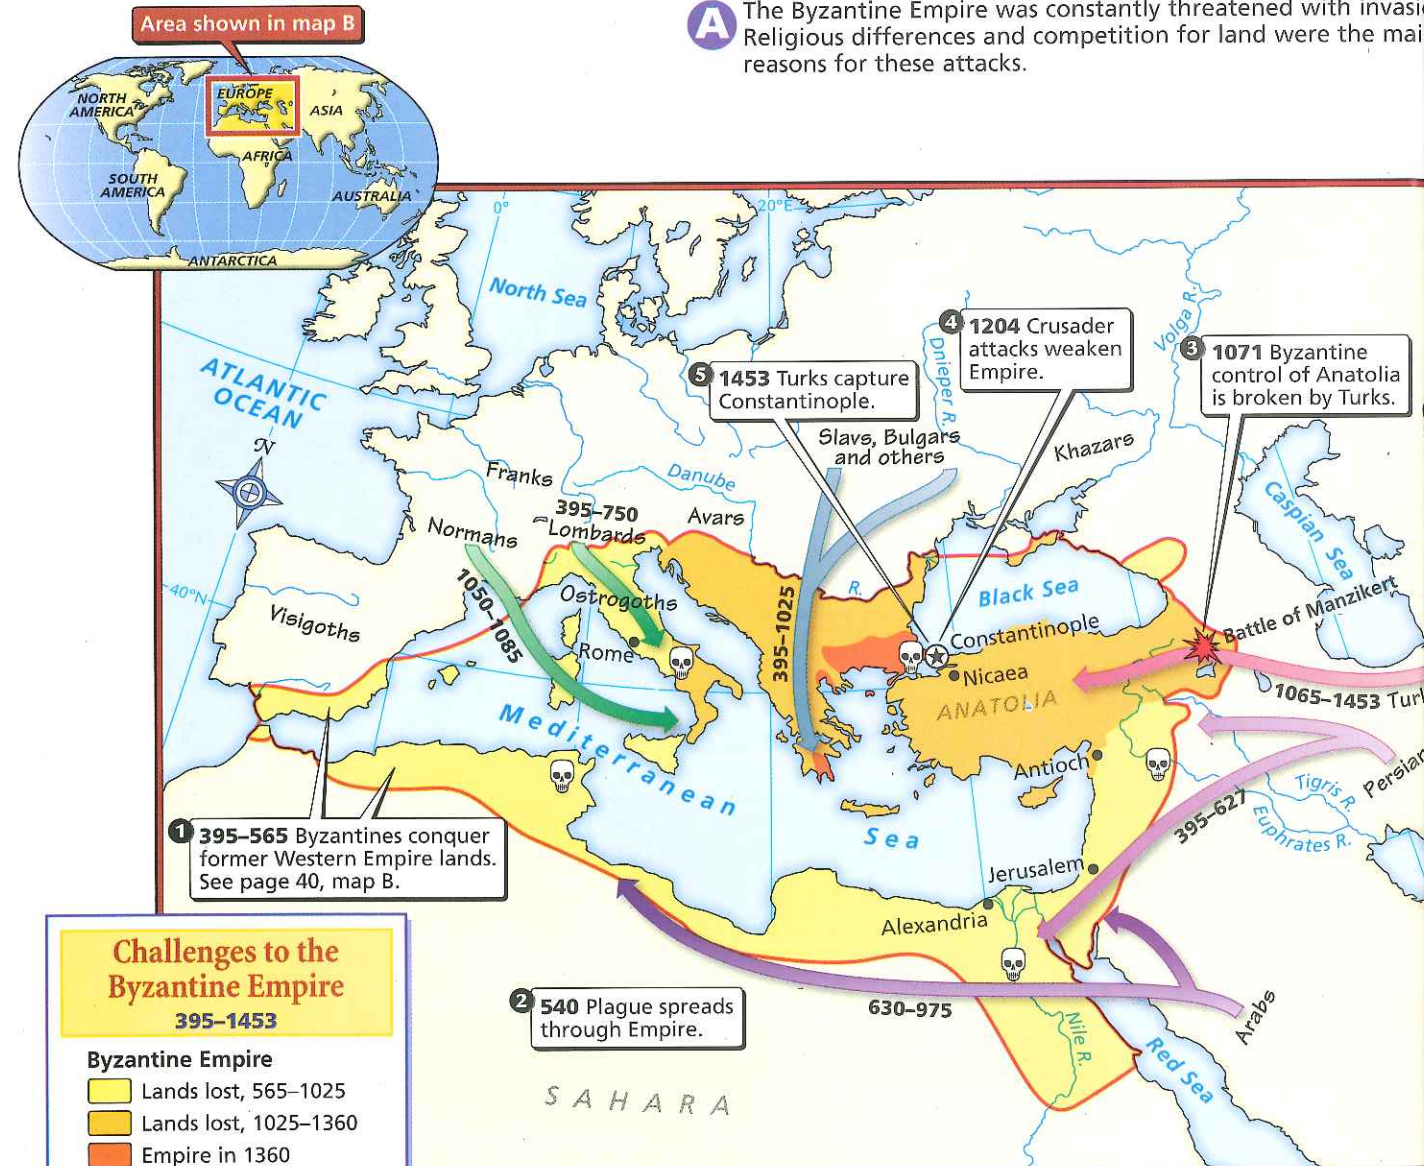 Area shown in map B
A
The Byzantine Empire was constantly threatened with invasi
Religious differences and competition for land were the mai
reasons for these attacks.
NORTH
AMERICA
EUROPE
ASIA
AFRICA
SOUTH
AMERICA
AUSTRALIA
ANTARCTICA
0°
20°E
North Sea
ATLANTIC
OCEAN
N
40°N
Volga R.
Dnieper R.
4 1204 Crusader
attacks weaken
Empire.
3 1071 Byzantine
control of Anatolia
is broken by Turks.
5 1453 Turks capture
Constantinople.
Slavs, Bulgars
and others
Khazars
Franks
Danube
R.
395–750
Lombards
Avars
Normans
1050–1085
Ostrogoths
Visigoths
Rome
395–1025
Black Sea
Caspian Sea
Battle of Manzikert
Constantinople
Nicaea
ANATOLIA
1065–1453 Turk
Mediterranean
Sea
Antioch
Persian
Tigris R.
Euphrates R.
395–627
Jerusalem
Alexandria
1 395–565 Byzantines conquer
former Western Empire lands.
See page 40, map B.
2 540 Plague spreads
through Empire.
630–975
Arabs
Nile R.
Red Sea
SAHARA
Challenges to the
Byzantine Empire
395–1453
Byzantine Empire
Lands lost, 565–1025
Lands lost, 1025–1360
Empire in 1360